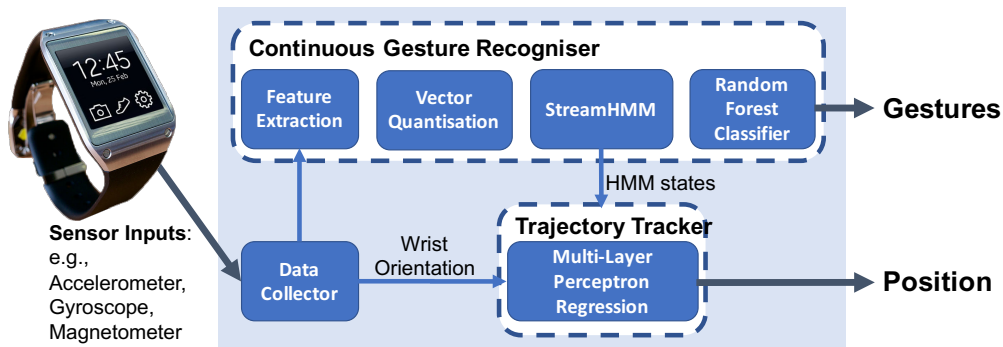 12:45
Mon, 25 Feb
Sensor Inputs:
e.g.,
Accelerometer,
Gyroscope,
Magnetometer
Continuous Gesture Recogniser
Feature
Extraction
Vector
Quantisation
StreamHMM
Random
Forest
Classifier
Gestures
HMM states
Data
Collector
Wrist
Orientation
Trajectory Tracker
Multi-Layer
Perceptron
Regression
Position